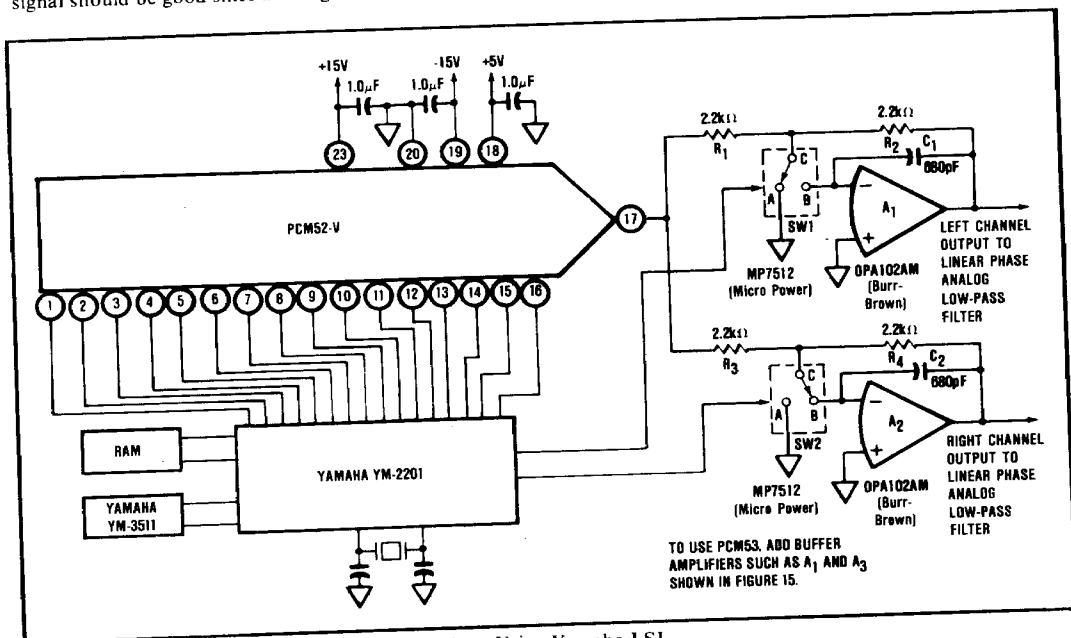 signal should be good since
+15V
-15V
+5V
1.0µF
1.0µF
1.0µF
23
20
19
18
PCM52-V
17
1
2
3
4
5
6
7
8
9
10
11
12
13
14
15
16
RAM
YAMAHA
YM-3511
YAMAHA YM-2201
2.2kΩ
R1
2.2kΩ
R2
C1
680pF
C
A
B
SW1
MP7512
(Micro Power)
−
+
A1
OPA102AM
(Burr-
Brown)
LEFT CHANNEL
OUTPUT TO
LINEAR PHASE
ANALOG
LOW-PASS
FILTER
2.2kΩ
R3
2.2kΩ
R4
C2
680pF
C
A
B
SW2
MP7512
(Micro Power)
−
+
A2
OPA102AM
(Burr-
Brown)
RIGHT CHANNEL
OUTPUT TO
LINEAR PHASE
ANALOG
LOW-PASS
FILTER
TO USE PCM53, ADD BUFFER
AMPLIFIERS SUCH AS A1 AND A3
SHOWN IN FIGURE 15.
LSI